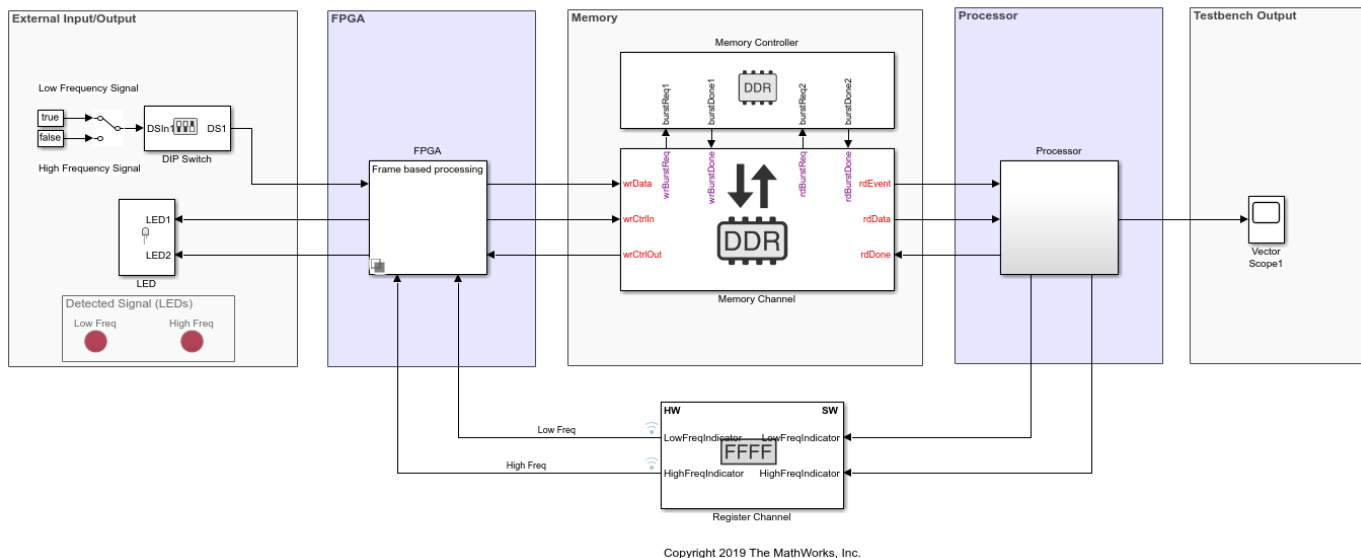 External Input/Output
FPGA
Memory
Processor
Testbench Output
Memory Controller
DDR
burstReq1
burstDone1
burstReq2
burstDone2
Low Frequency Signal
true
false
High Frequency Signal
DSIn1
DS1
DIP Switch
FPGA
Frame based processing
wrBurstReq
wrBurstDone
rdBurstReq
rdBurstDone
wrData
wrCtrlIn
wrCtrlOut
DDR
rdEvent
rdData
rdDone
Memory Channel
Processor
Vector
Scope1
LED1
LED2
LED
Detected Signal (LEDs)
Low Freq
High Freq
HW
SW
Low Freq
LowFreqIndicator
LowFreqIndicator
FFFF
High Freq
HighFreqIndicator
HighFreqIndicator
Register Channel
Copyright 2019 The MathWorks, Inc.